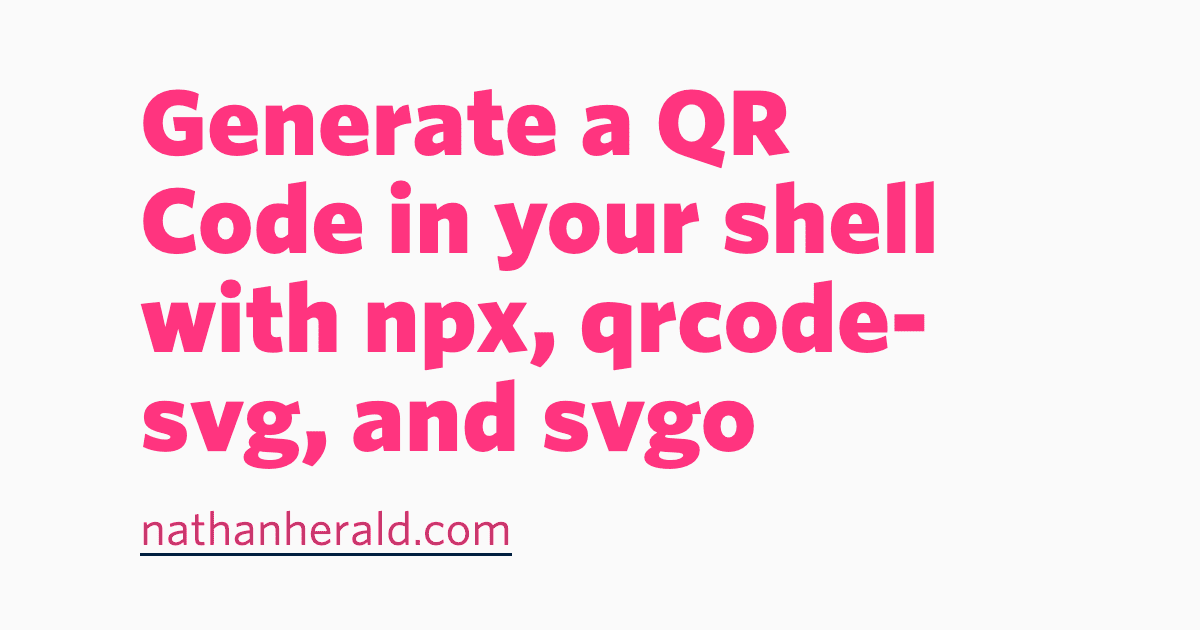 Generate a QR
Code in your shell
with npx, qrcode-
svg, and svgo
nathanherald.com